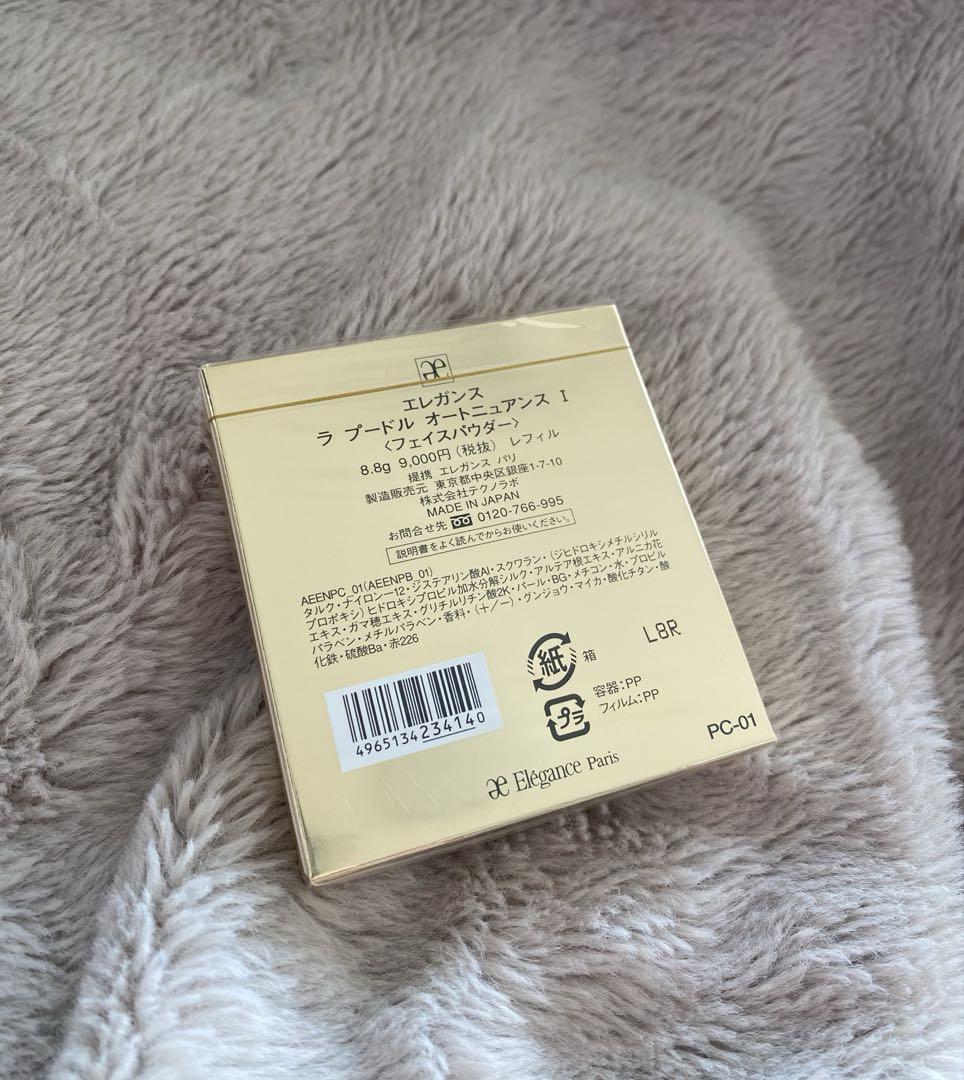 æ
エレガンス
ラ プードル オートニュアンス I
〈フェイスパウダー〉
8.8g 9,000円(税抜) レフィル
提携 エレガンス パリ
製造販売元 東京都中央区銀座1-7-10
株式会社テクノラボ
MADE IN JAPAN
お問合せ先 0120-766-995
説明書をよく読んでからお使いください。
AEENPC_01(AEENPB_01)
タルク・ナイロン-12・ジステアリン酸Al・スクワラン・(ジヒドロキシメチルシリル
プロポキシ)ヒドロキシプロピル加水分解シルク・アルテア根エキス・アルニカ花
エキス・ガマ穂エキス・グリチルリチン酸2K・パール・BG・メチコン・水・プロピル
パラベン・メチルパラベン・香料・(+/-)・グンジョウ・マイカ・酸化チタン・酸
化鉄・硫酸Ba・赤226
紙 箱
L8R
プラ
容器:PP
フィルム:PP
4965134234140
PC-01
æ Elégance Paris